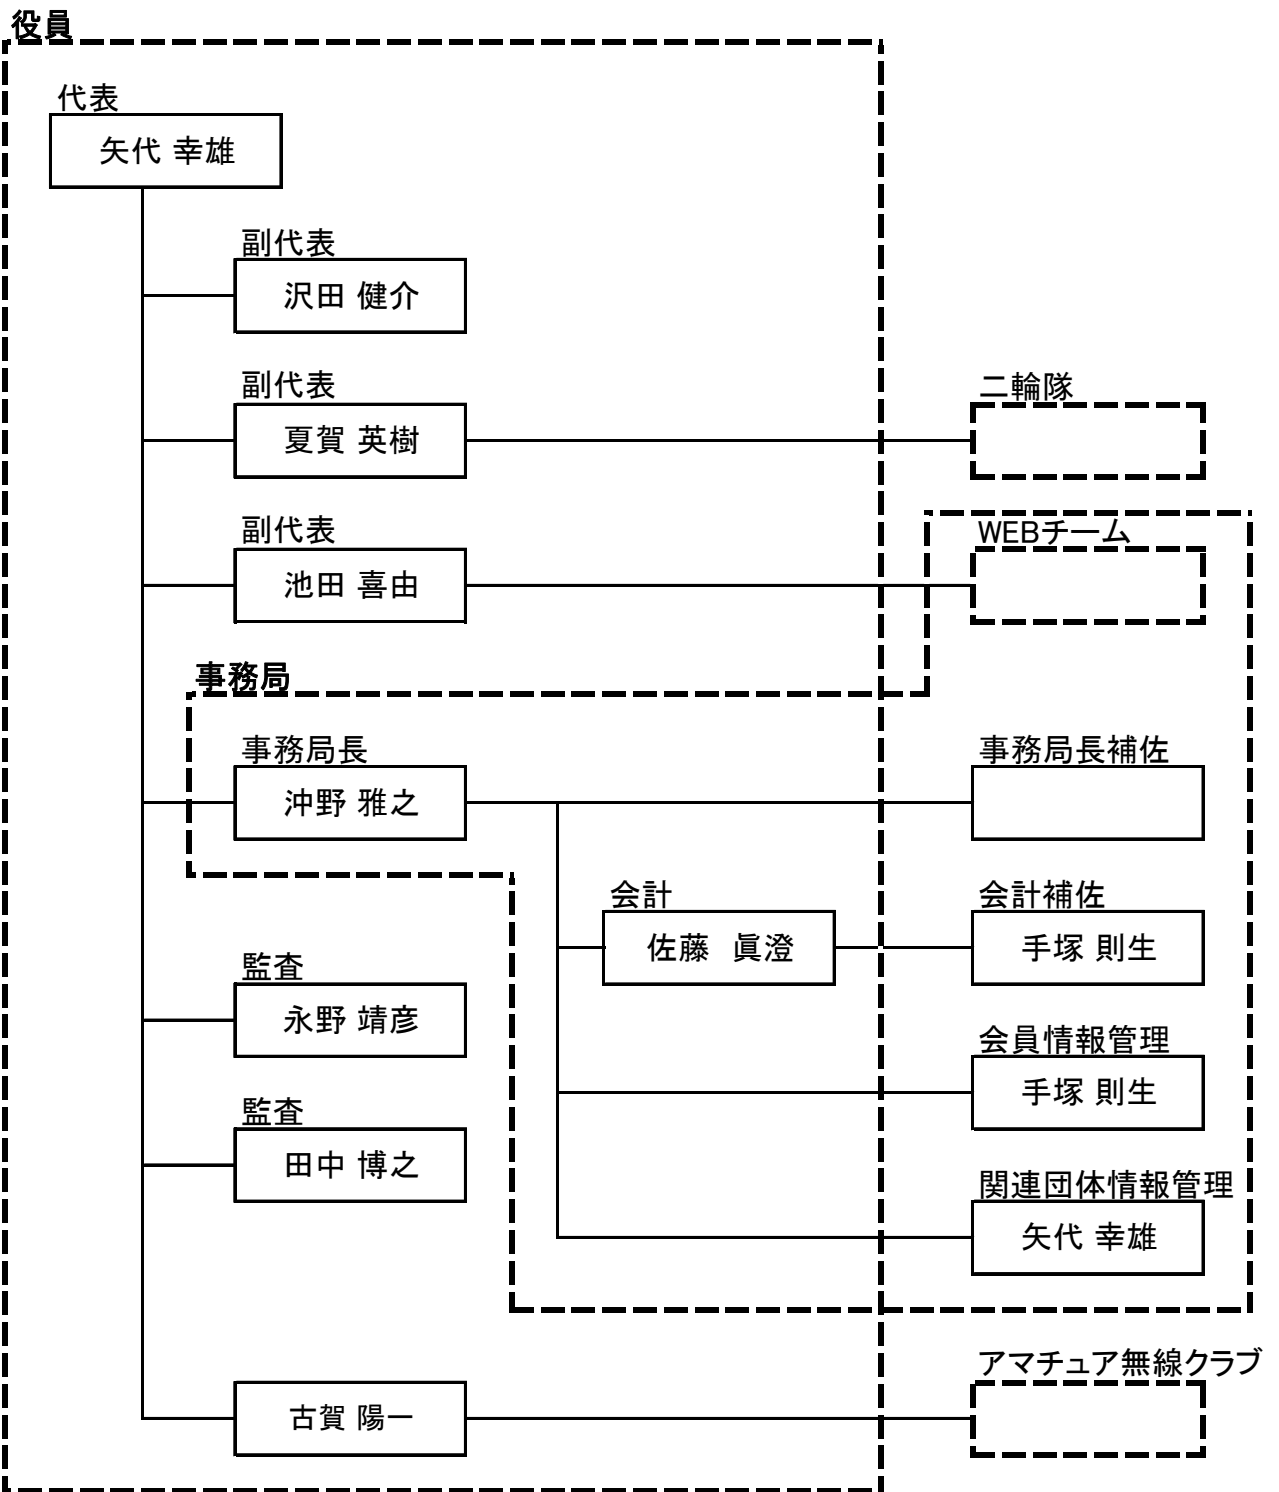 役員
代表
矢代 幸雄
副代表
沢田 健介
副代表
夏賀 英樹
二輪隊
副代表
池田 喜由
WEBチーム
事務局
事務局長
沖野 雅之
事務局長補佐
会計
佐藤　眞澄
会計補佐
手塚 則生
監査
永野 靖彦
会員情報管理
手塚 則生
監査
田中 博之
関連団体情報管理
矢代 幸雄
古賀 陽一
アマチュア無線クラブ